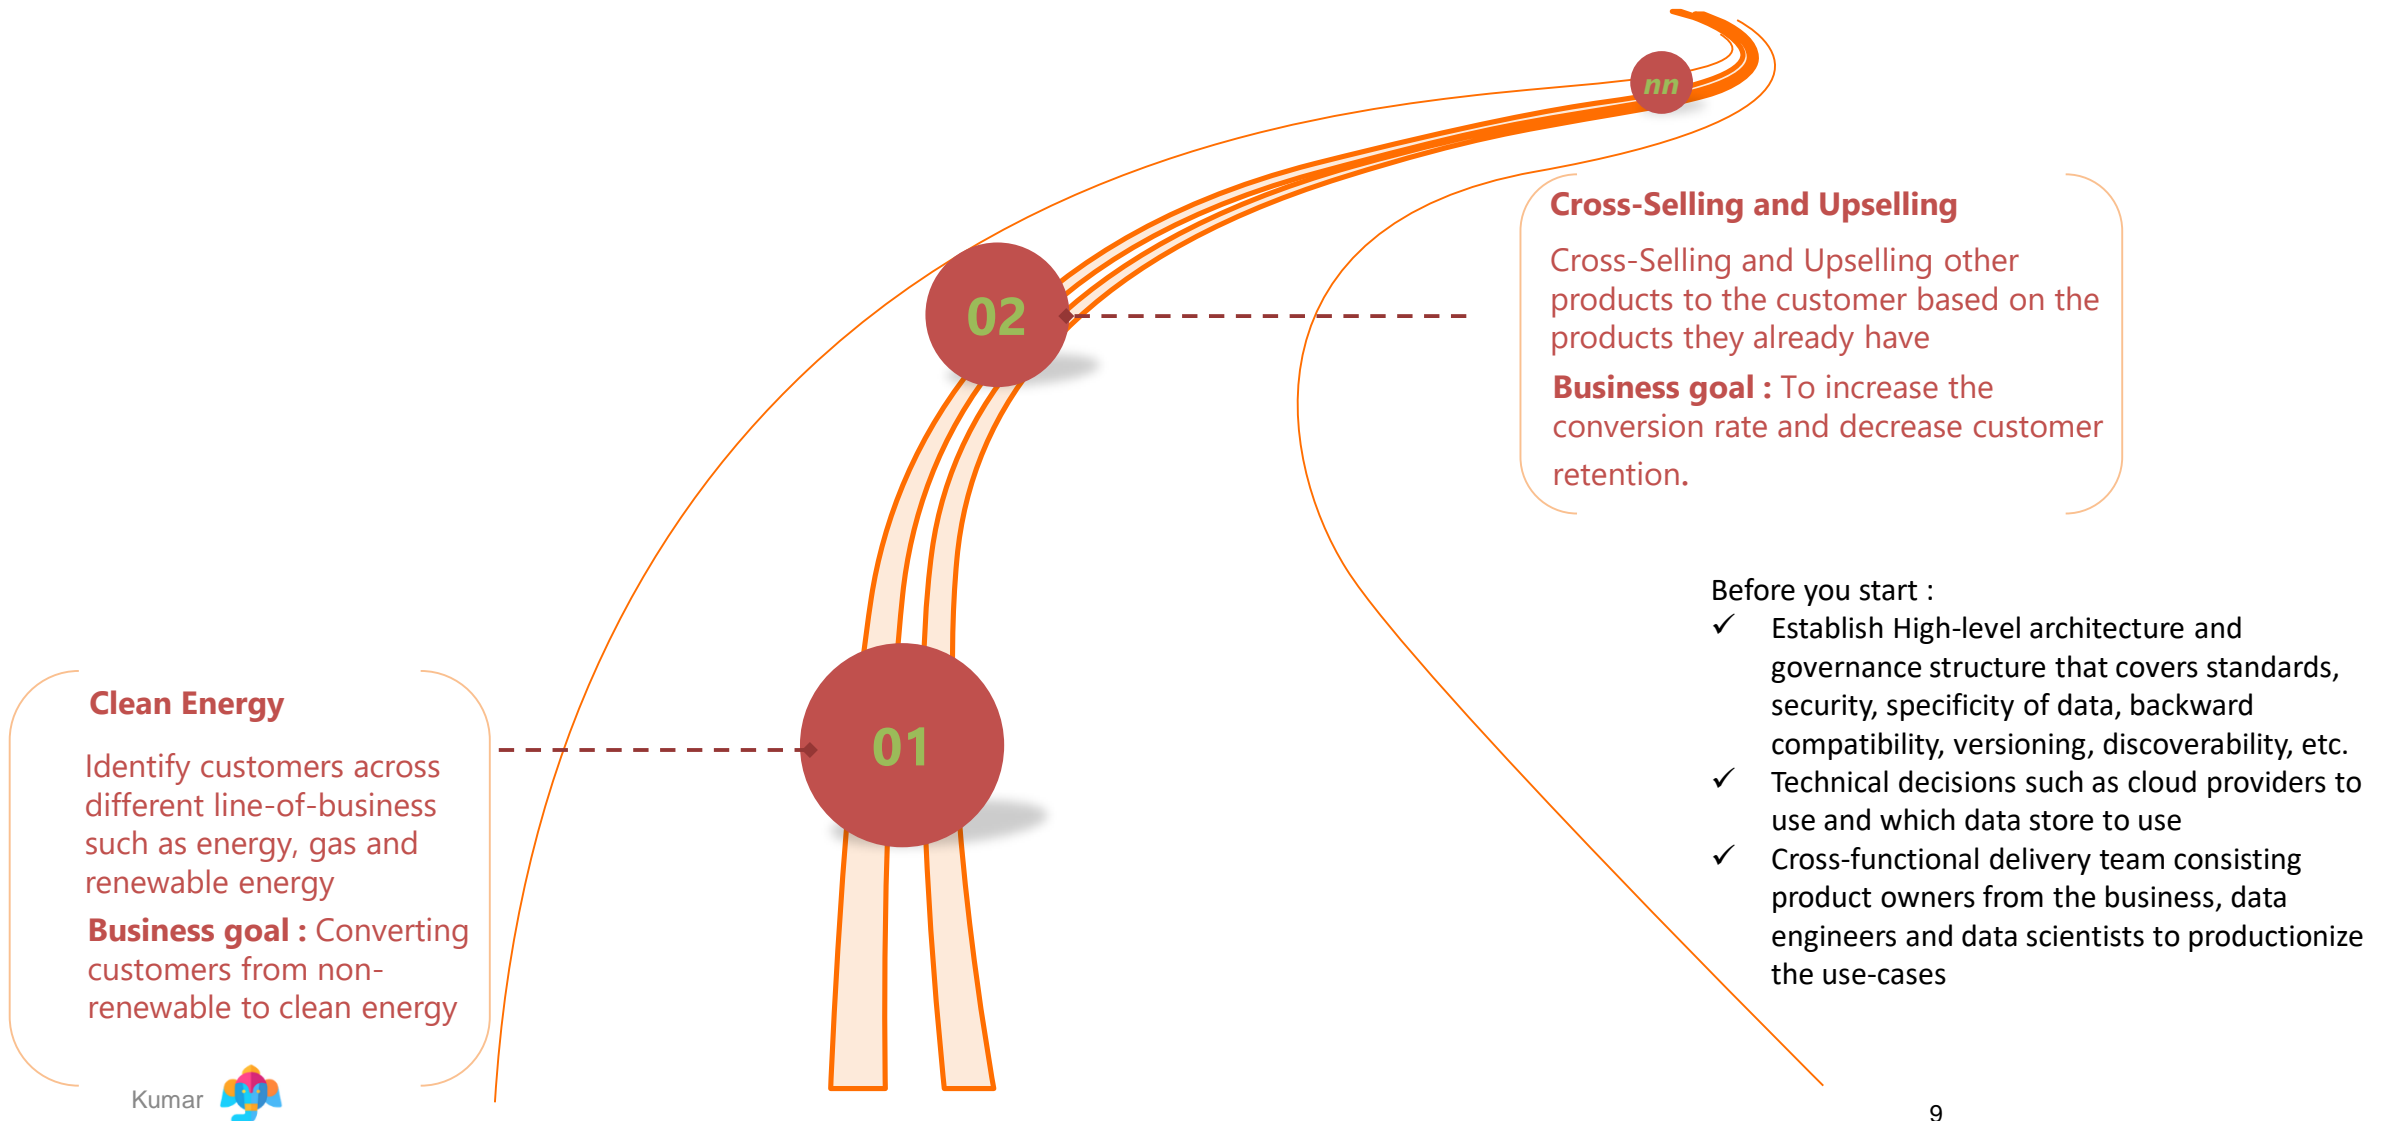 nn
Cross-Selling and Upselling
Cross-Selling and Upselling other
products to the customer based on the
products they already have
Business goal : To increase the
conversion rate and decrease customer
retention.
02
Before you start :
✓ Establish High-level architecture and
governance structure that covers standards,
security, specificity of data, backward
compatibility, versioning, discoverability, etc.
✓ Technical decisions such as cloud providers to
use and which data store to use
✓ Cross-functional delivery team consisting
product owners from the business, data
engineers and data scientists to productionize
the use-cases
01
Clean Energy
Identify customers across
different line-of-business
such as energy, gas and
renewable energy
Business goal : Converting
customers from non-
renewable to clean energy
Kumar
9